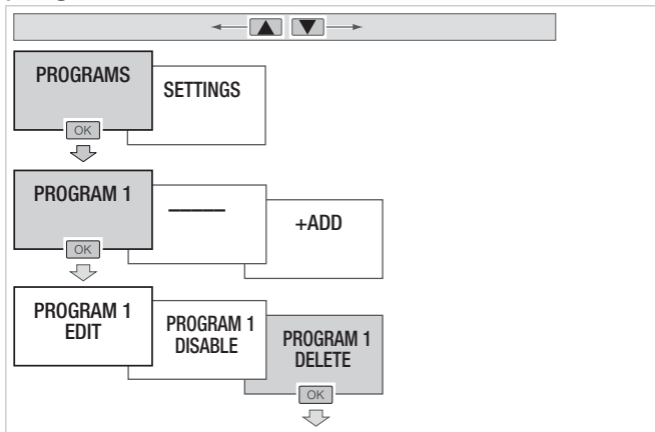 PROGRAMS
SETTINGS
OK
PROGRAM 1
+ADD
OK
PROGRAM 1
EDIT
PROGRAM 1
DISABLE
PROGRAM 1
DELETE
OK